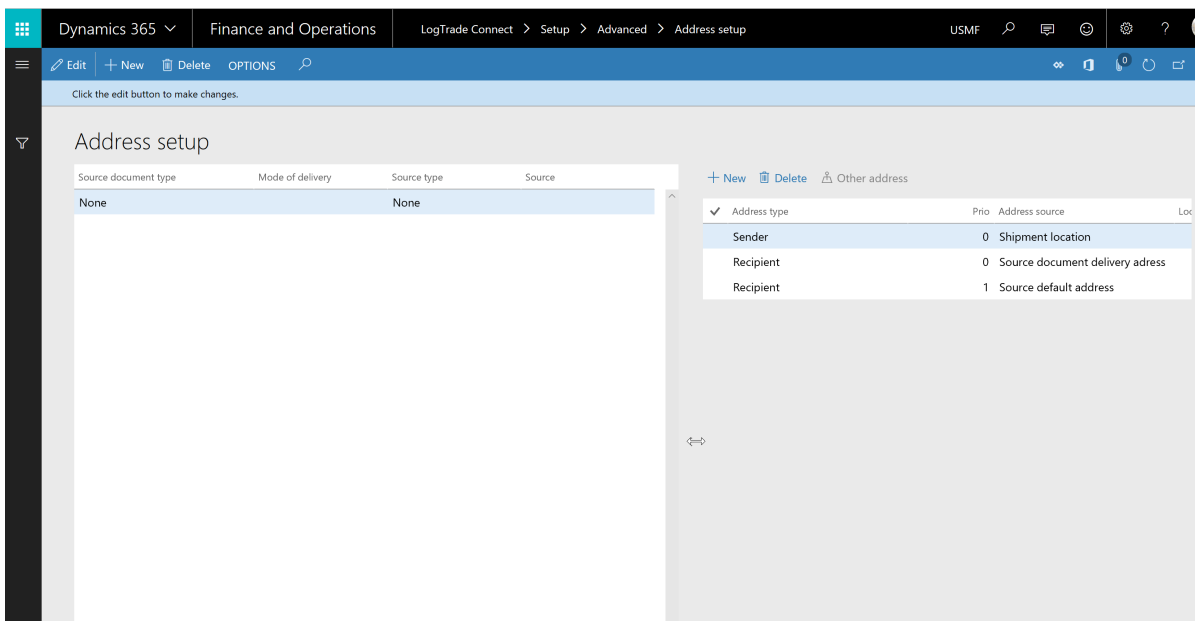 Dynamics 365 Finance and Operations LogTrade Connect > Setup > Advanced > Address setup USMF ?
Edit + New Delete OPTIONS 0
Click the edit button to make changes.
Address setup
Source document type Mode of delivery Source type Source
None None
+ New Delete Other address
Address type Prio Address source Loc
Sender 0 Shipment location
Recipient 0 Source document delivery adress
Recipient 1 Source default address